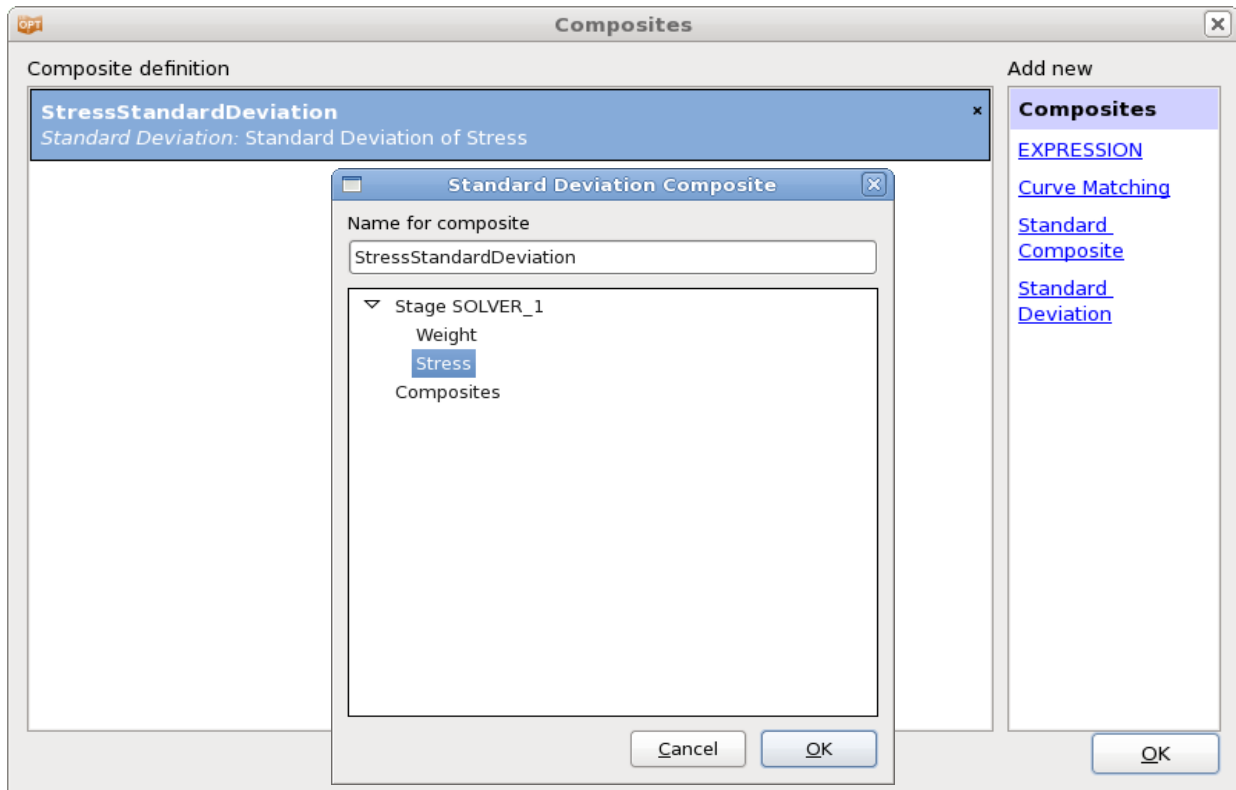 OPT
Composites
Composite definition
Add new
StressStandardDeviation
Standard Deviation: Standard Deviation of Stress
Composites
EXPRESSION
Curve Matching
Standard
Composite
Standard
Deviation
Standard Deviation Composite
Name for composite
StressStandardDeviation
Stage SOLVER_1
Weight
Stress
Composites
Cancel
OK
OK